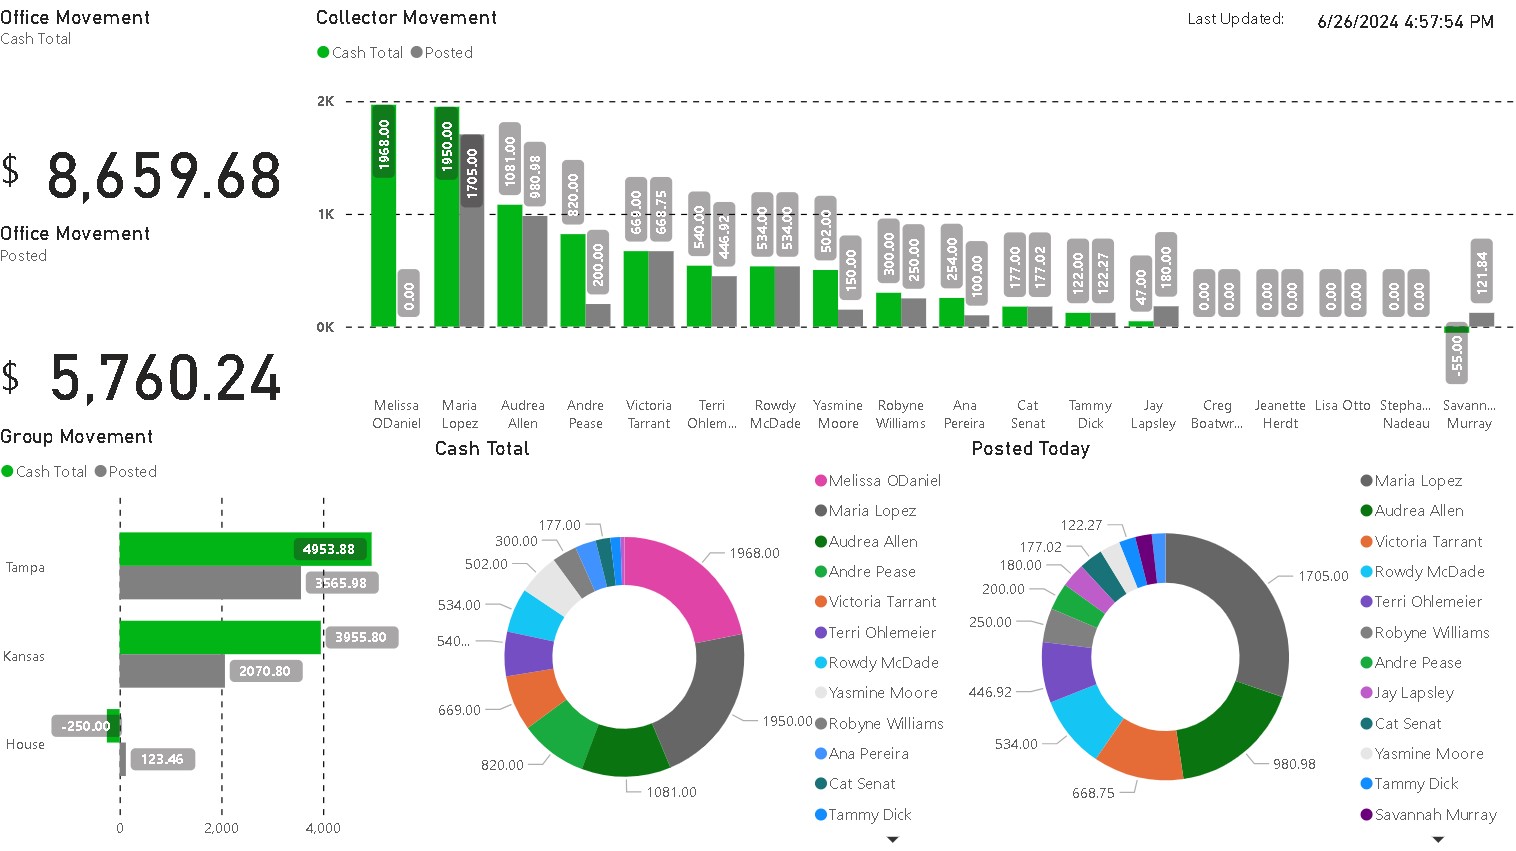 Office Movement
Cash Total
$ 8,659.68
Office Movement
Posted
$ 5,760.24
Collector Movement
Last Updated: 6/26/2024 4:57:54 PM
Cash Total Posted
2K
1K
0K
1968.00
0.00
1950.00
1705.00
1081.00
980.98
820.00
200.00
669.00
668.75
540.00
446.92
534.00
534.00
502.00
150.00
300.00
250.00
254.00
100.00
177.00
177.02
122.00
122.27
47.00
180.00
0.00
0.00
0.00
0.00
0.00
0.00
0.00
0.00
-55.00
121.84
Melissa
ODaniel
Maria
Lopez
Audrea
Allen
Andre
Pease
Victoria
Tarrant
Terri
Ohlem...
Rowdy
McDade
Yasmine
Moore
Robyne
Williams
Ana
Pereira
Cat
Senat
Tammy
Dick
Jay
Lapsley
Creg
Boatwr...
Jeanette
Herdt
Lisa Otto
Stepha...
Nadeau
Savann...
Murray
Group Movement
Cash Total Posted
Tampa
4953.88
3565.98
Kansas
3955.80
2070.80
House
-250.00
123.46
0 2,000 4,000
Cash Total
177.00
300.00
502.00
534.00
540...
669.00
820.00
1081.00
1950.00
1968.00
Melissa ODaniel
Maria Lopez
Audrea Allen
Andre Pease
Victoria Tarrant
Terri Ohlemeier
Rowdy McDade
Yasmine Moore
Robyne Williams
Ana Pereira
Cat Senat
Tammy Dick
Posted Today
122.27
177.02
180.00
200.00
250.00
446.92
534.00
668.75
980.98
1705.00
Maria Lopez
Audrea Allen
Victoria Tarrant
Rowdy McDade
Terri Ohlemeier
Robyne Williams
Andre Pease
Jay Lapsley
Cat Senat
Yasmine Moore
Tammy Dick
Savannah Murray